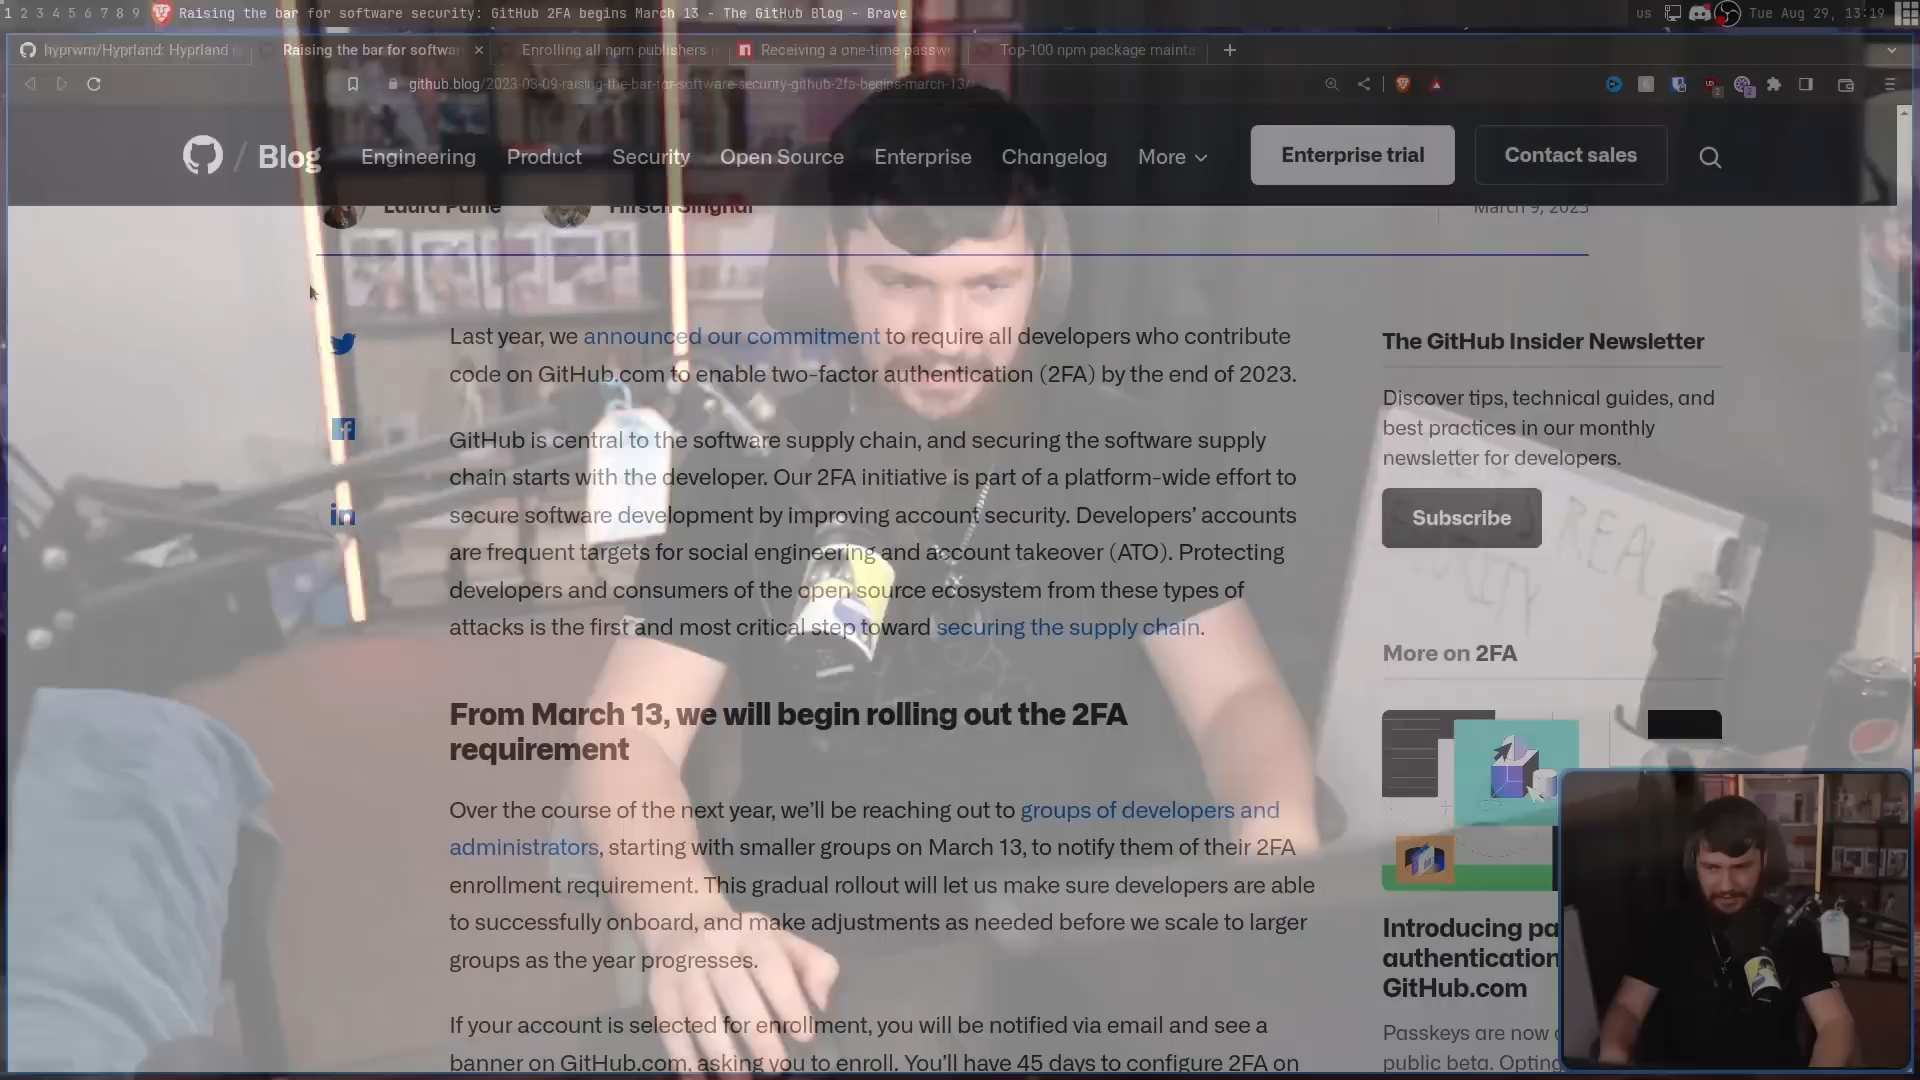 1 2 3 4 5 6 7 8 9 Raising the bar for software security: GitHub 2FA begins March 13 - The GitHub Blog - Brave
us Tue Aug 29, 13:19
hyprwm/Hyprland: Hyprland
Raising the bar for softwa
Enrolling all npm publishers
Receiving a one-time passw
Top-100 npm package mainta
github.blog/2023-03-09-raising-the-bar-for-software-security-github-2fa-begins-march-13/
2
2
/ Blog Engineering Product Security Open Source Enterprise Changelog More Enterprise trial Contact sales
Laura Paine Hirsch Singhal March 9, 2023
Last year, we announced our commitment to require all developers who contribute
code on GitHub.com to enable two-factor authentication (2FA) by the end of 2023.
GitHub is central to the software supply chain, and securing the software supply
chain starts with the developer. Our 2FA initiative is part of a platform-wide effort to
secure software development by improving account security. Developers’ accounts
are frequent targets for social engineering and account takeover (ATO). Protecting
developers and consumers of the open source ecosystem from these types of
attacks is the first and most critical step toward securing the supply chain.
From March 13, we will begin rolling out the 2FA
requirement
Over the course of the next year, we’ll be reaching out to groups of developers and
administrators, starting with smaller groups on March 13, to notify them of their 2FA
enrollment requirement. This gradual rollout will let us make sure developers are able
to successfully onboard, and make adjustments as needed before we scale to larger
groups as the year progresses.
If your account is selected for enrollment, you will be notified via email and see a
banner on GitHub.com, asking you to enroll. You’ll have 45 days to configure 2FA on
The GitHub Insider Newsletter
Discover tips, technical guides, and
best practices in our monthly
newsletter for developers.
Subscribe
REAL
More on 2FA
Introducing pa
authentication
GitHub.com
Passkeys are now
public beta. Opting